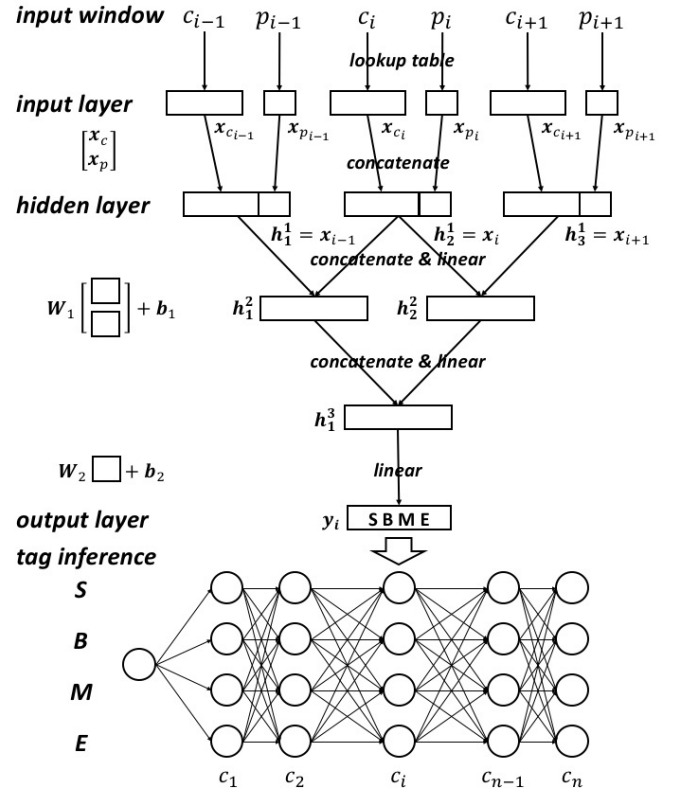 input window c_{i−1} p_{i−1} c_i p_i c_{i+1} p_{i+1}
lookup table
input layer
x_{c_{i−1}} x_{p_{i−1}} x_{c_i} x_{p_i} x_{c_{i+1}} x_{p_{i+1}}
[x_c
x_p]
concatenate
hidden layer
h_1^1 = x_{i−1} h_2^1 = x_i h_3^1 = x_{i+1}
concatenate & linear
W_1 [ ] + b_1 h_1^2 h_2^2
concatenate & linear
h_1^3
W_2 + b_2 linear
output layer y_i S B M E
tag inference
S
B
M
E
c_1 c_2 c_i c_{n−1} c_n